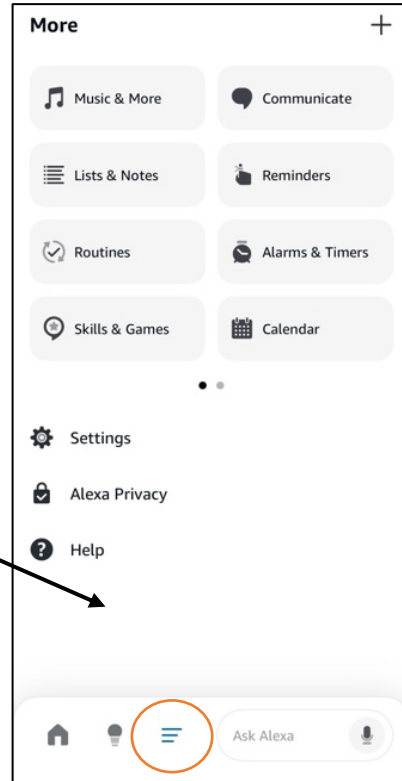 More
Music & More
Communicate
Lists & Notes
Reminders
Routines
Alarms & Timers
Skills & Games
Calendar
Settings
Alexa Privacy
Help
Ask Alexa